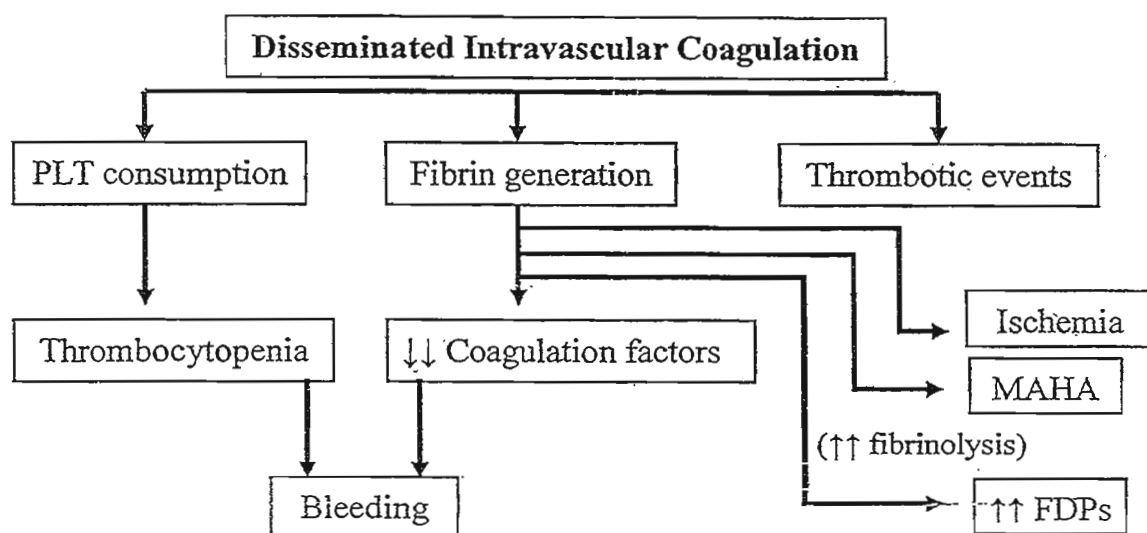 Disseminated Intravascular Coagulation
PLT consumption
Fibrin generation
Thrombotic events
Thrombocytopenia
↓↓ Coagulation factors
Ischemia
MAHA
(↑↑ fibrinolysis)
Bleeding
↑↑ FDPs